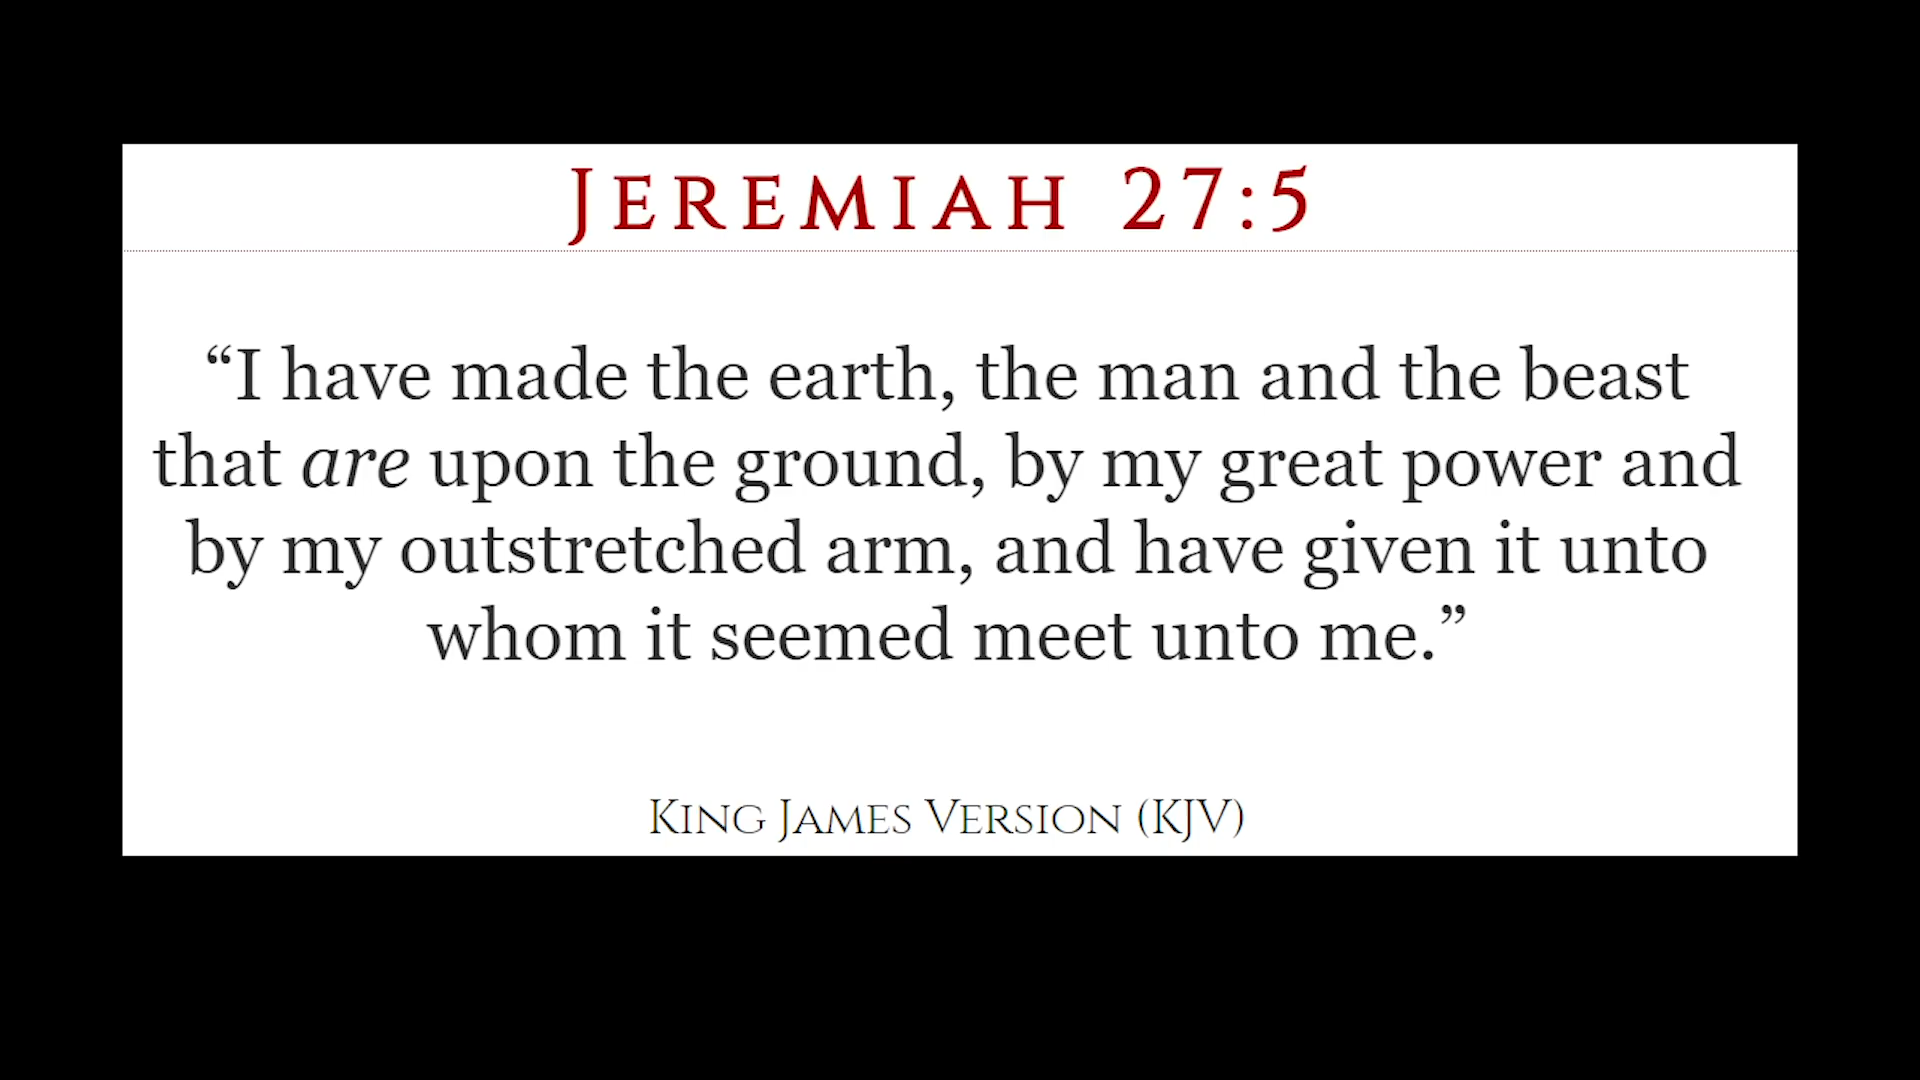 JEREMIAH 27:5
“I have made the earth, the man and the beast
that are upon the ground, by my great power and
by my outstretched arm, and have given it unto
whom it seemed meet unto me.”
KING JAMES VERSION (KJV)